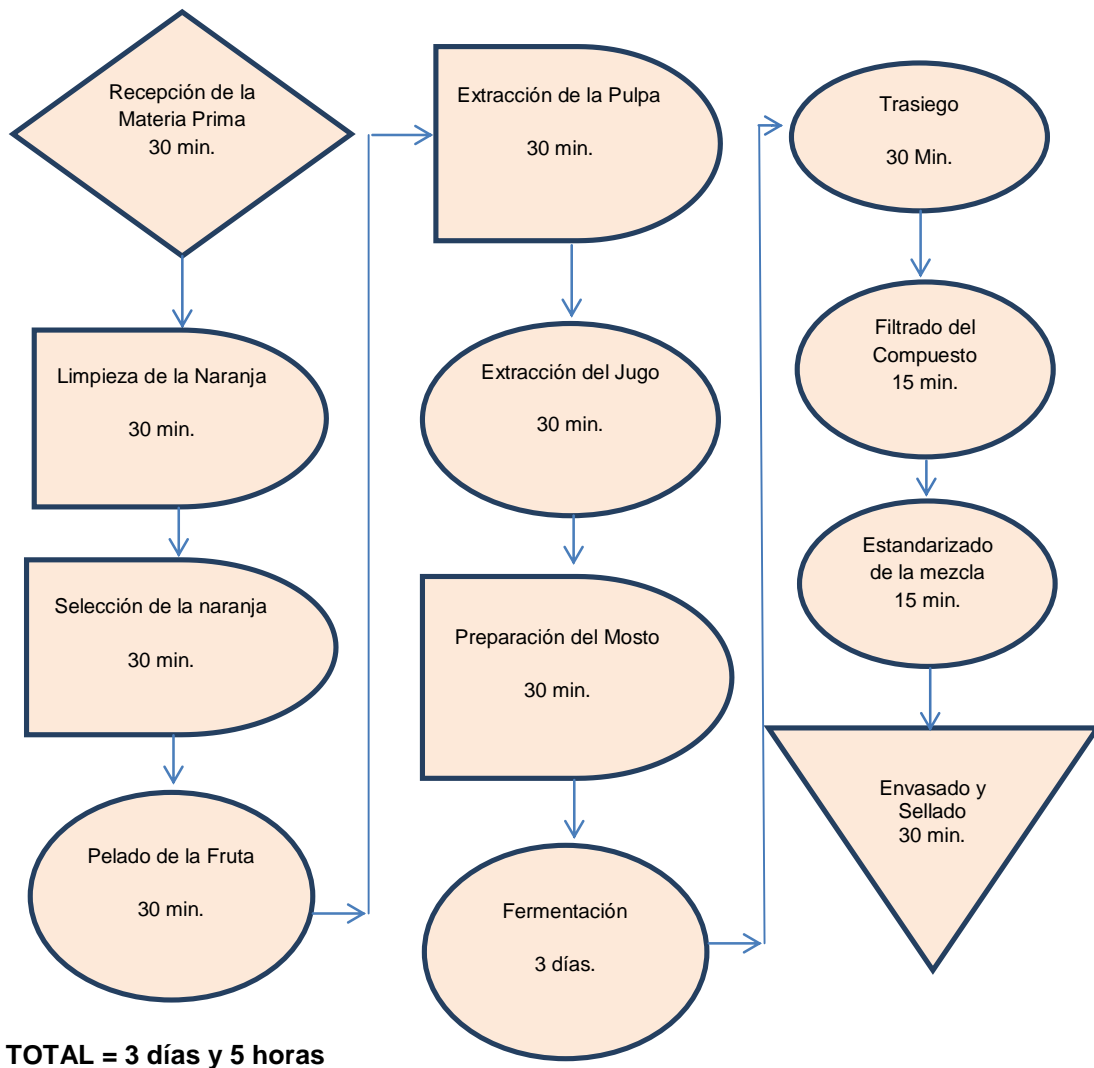 Recepción de la
Materia Prima
30 min.
Limpieza de la Naranja
30 min.
Selección de la naranja
30 min.
Pelado de la Fruta
30 min.
Extracción de la Pulpa
30 min.
Extracción del Jugo
30 min.
Preparación del Mosto
30 min.
Fermentación
3 días.
Trasiego
30 Min.
Filtrado del
Compuesto
15 min.
Estandarizado
de la mezcla
15 min.
Envasado y
Sellado
30 min.
TOTAL = 3 días y 5 horas